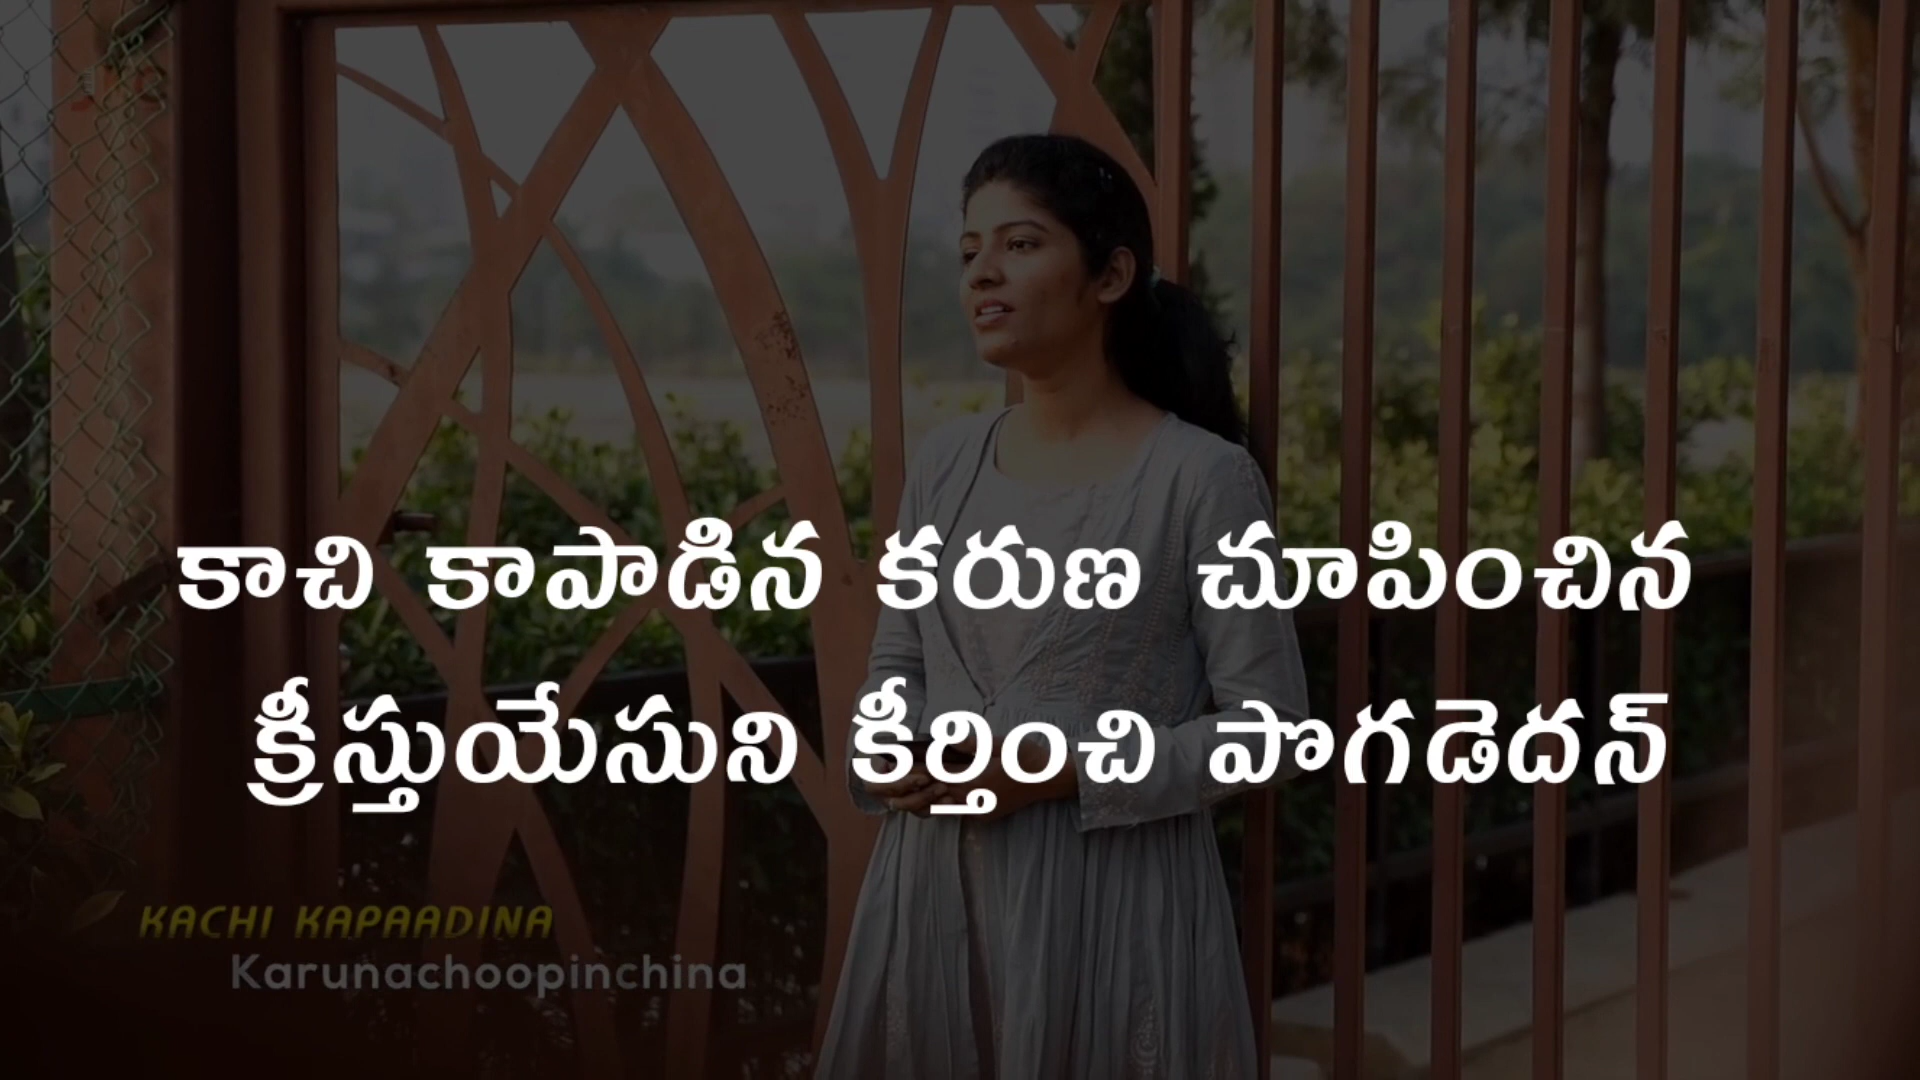 కాచి కాపాడిన కరుణ చూపించిన
క్రీస్తుయేసుని కీర్తించి పొగడెదన్
KACHI KAPAADINA
Karunachoopinchina